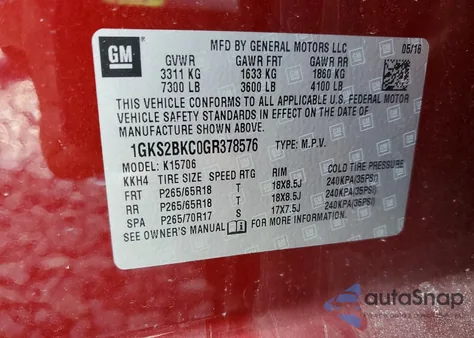 GM
MFD BY GENERAL MOTORS LLC 05/16
GVWR GAWR FRT GAWR RR
3311 KG 1633 KG 1860 KG
7300 LB 3600 LB 4100 LB
THIS VEHICLE CONFORMS TO ALL APPLICABLE U.S. FEDERAL MOTOR
VEHICLE SAFETY STANDARDS IN EFFECT ON THE DATE OF
MANUFACTURE SHOWN ABOVE.
1GKS2BKC0GR378576 TYPE: M.P.V.
MODEL: K15706
KKH4 TIRE SIZE SPEED RTG RIM COLD TIRE PRESSURE
FRT P265/65R18 T 18X8.5J 240KPA(35PSI)
RR P265/65R18 T 18X8.5J 240KPA(35PSI)
SPA P265/70R17 S 17X7.5J 240KPA(35PSI)
SEE OWNER'S MANUAL
autoSnap